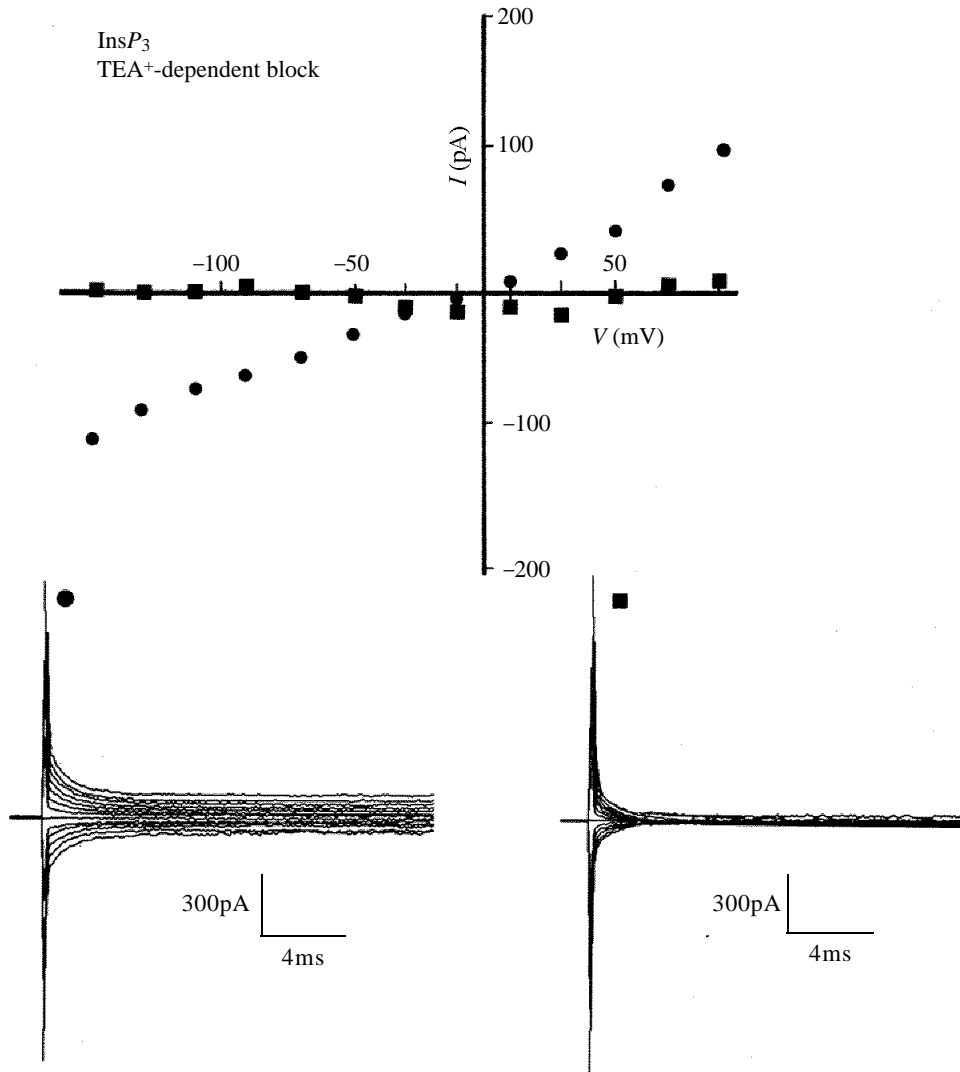 InsP₃
TEA⁺-dependent block
200
100
I (pA)
−100
−50
50
V (mV)
−100
−200
300pA
4ms
300pA
4ms